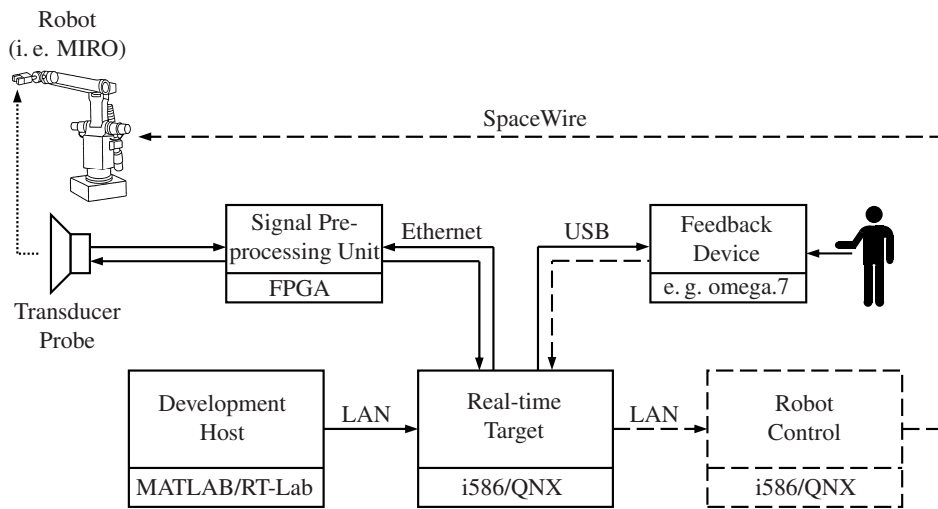 Robot
(i. e. MIRO)
SpaceWire
Signal Pre-
processing Unit
FPGA
Ethernet
USB
Feedback
Device
e. g. omega.7
Transducer
Probe
Development
Host
MATLAB/RT-Lab
LAN
Real-time
Target
i586/QNX
LAN
Robot
Control
i586/QNX